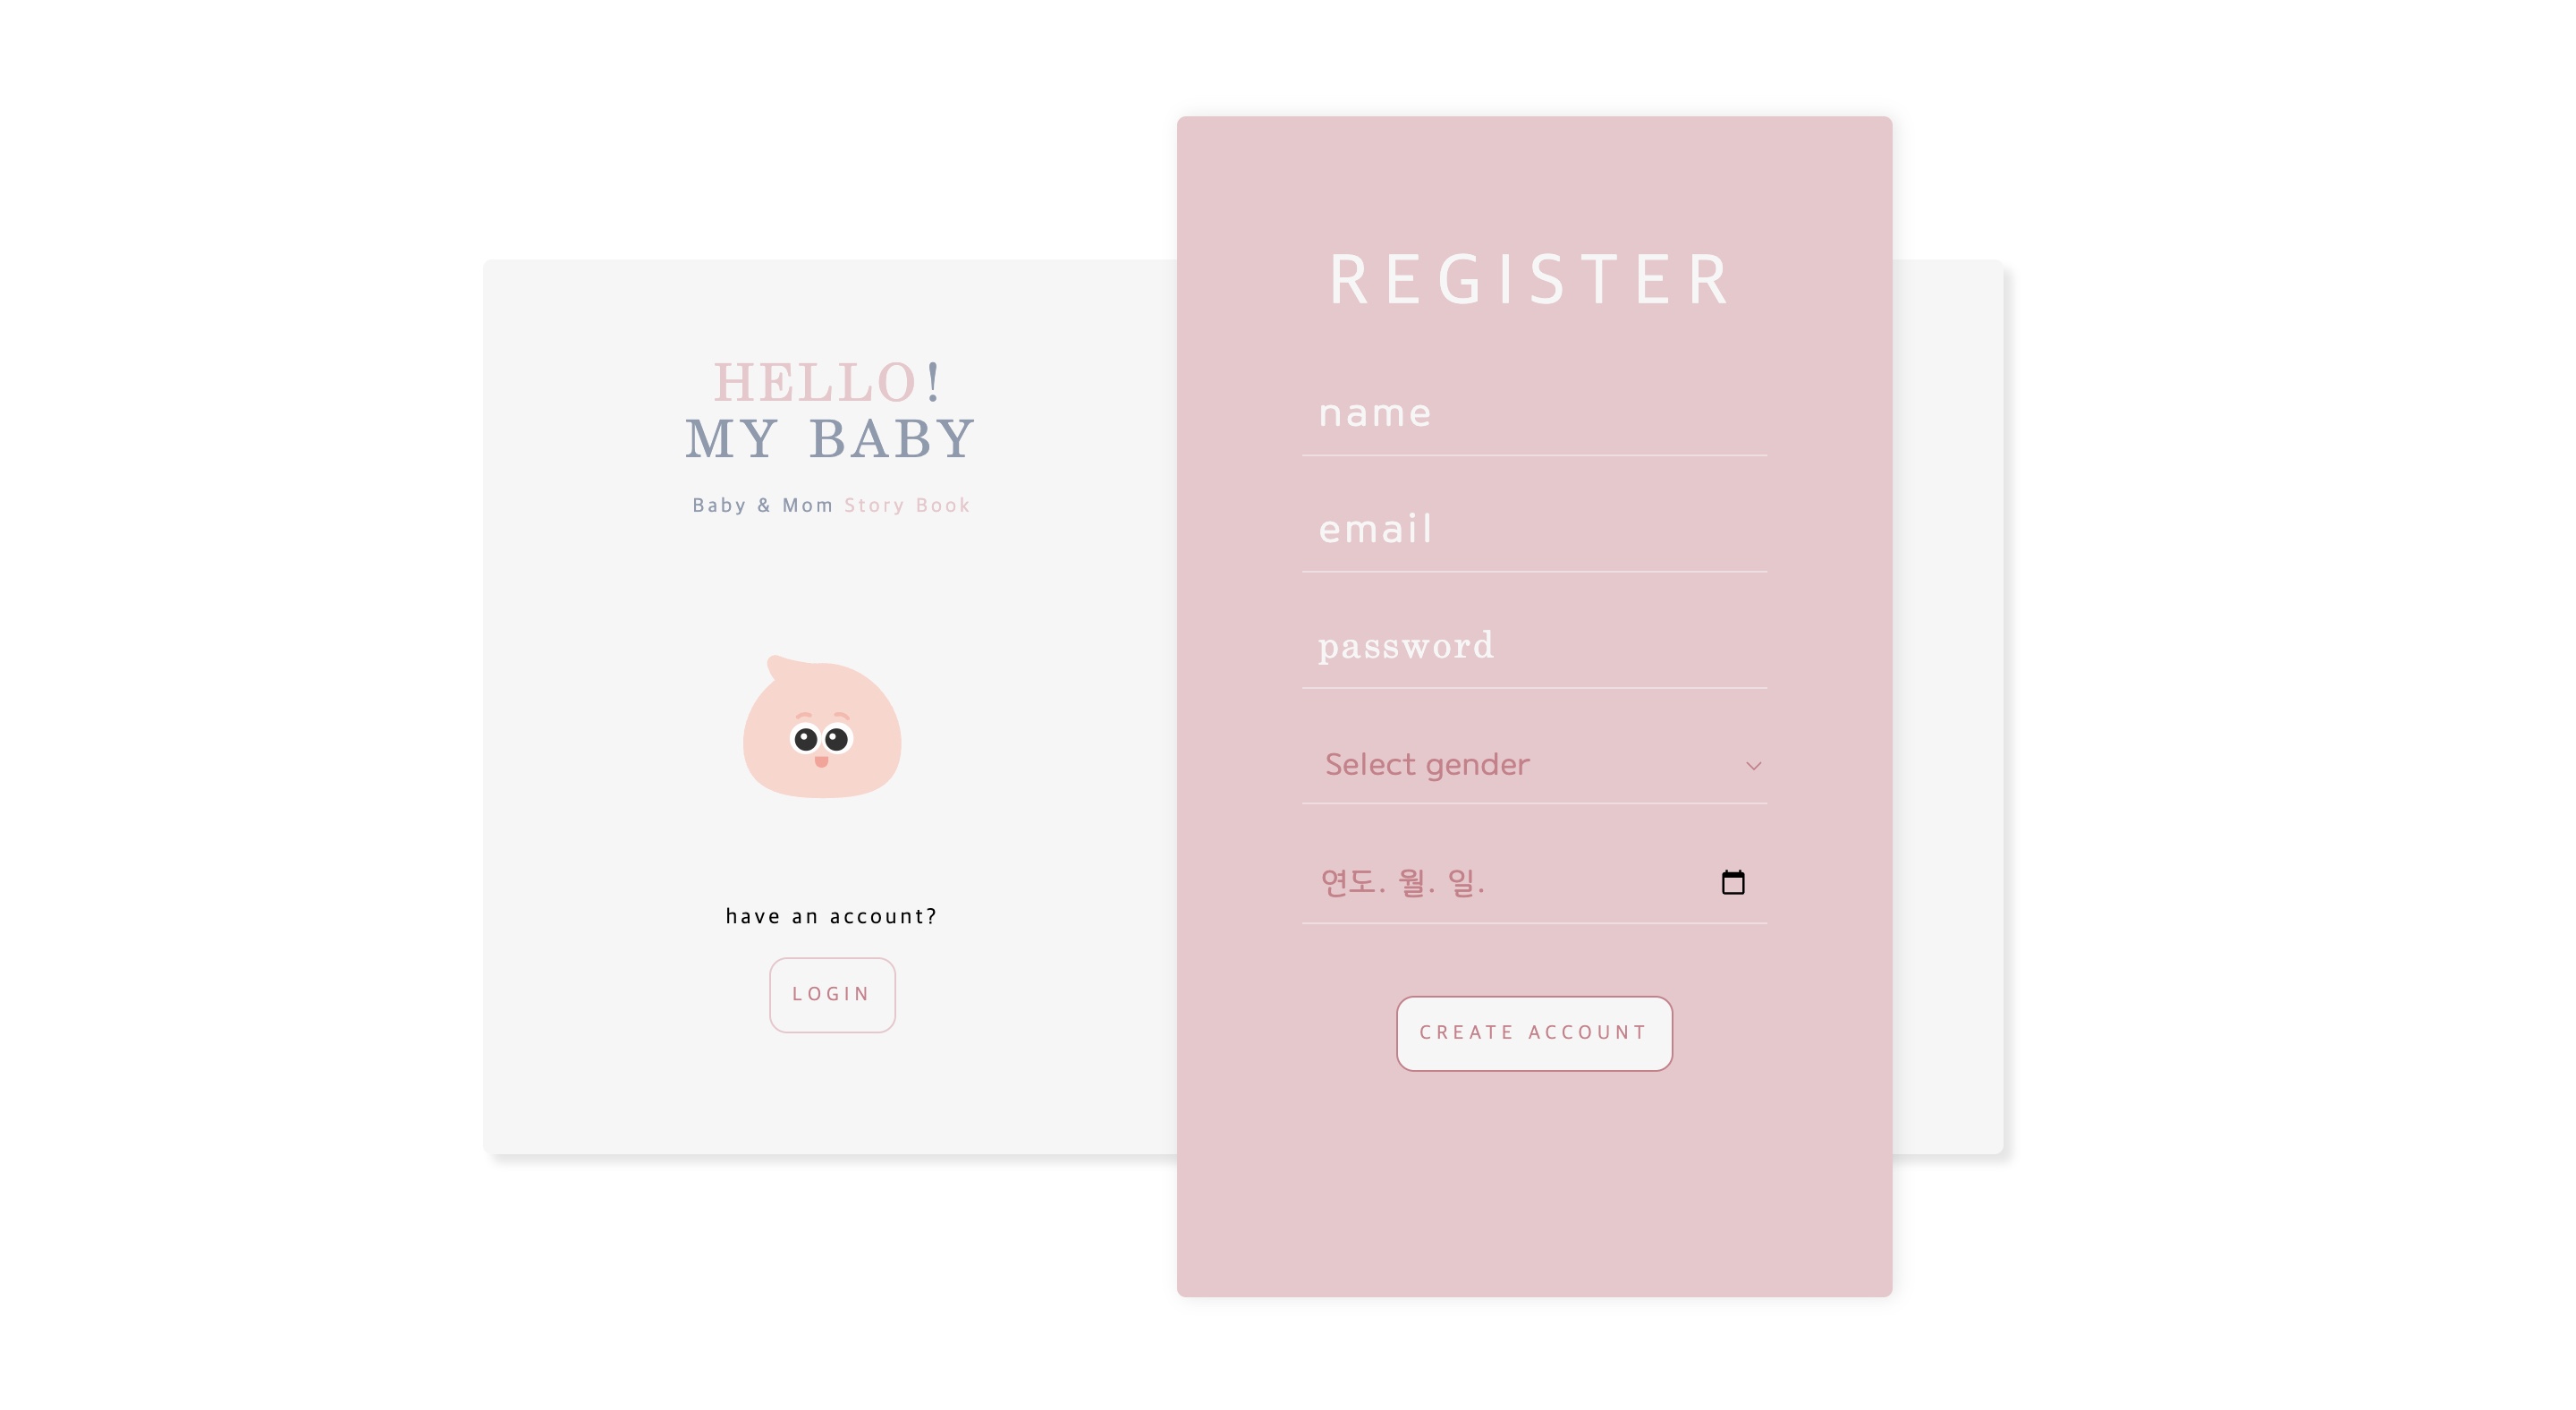 HELLO!
MY BABY
Baby & Mom Story Book
have an account?
LOGIN
REGISTER
name
email
password
Select gender
연도. 월. 일.
CREATE ACCOUNT